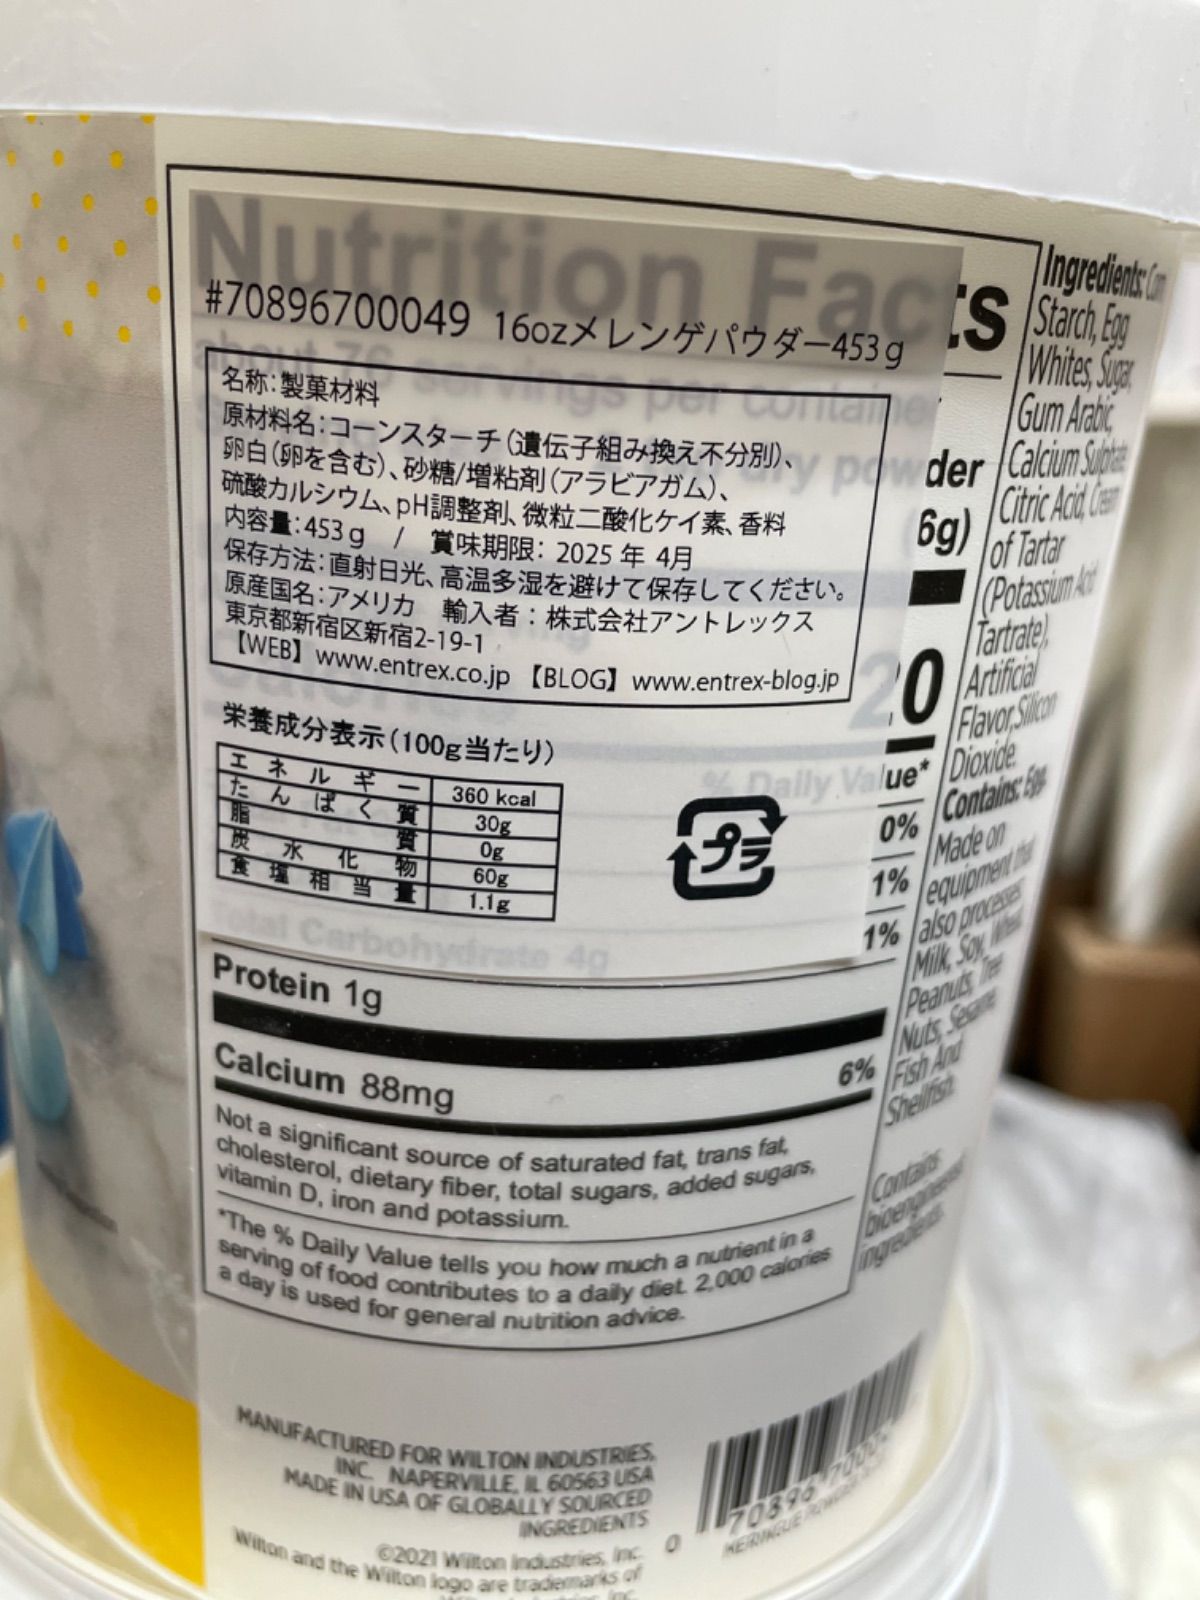 Nutrition Facts
#70896700049 16ozメレンゲパウダー453g
about 76 servings per container
名称:製菓材料
原材料名:コーンスターチ(遺伝子組み換え不分別)、
卵白(卵を含む)、砂糖/増粘剤(アラビアガム)、
硫酸カルシウム、pH調整剤、微粒二酸化ケイ素、香料
内容量:453g / 賞味期限: 2025年 4月
保存方法:直射日光、高温多湿を避けて保存してください。
原産国名:アメリカ 輸入者:株式会社アントレックス
東京都新宿区新宿2-19-1
【WEB】www.entrex.co.jp 【BLOG】www.entrex-blog.jp
dry powder
6g)
Calories
20
% Daily Value*
0%
1%
1%
栄養成分表示(100g当たり)
エネルギー 360 kcal
たんぱく質 30g
脂質 0g
炭水化物 60g
食塩相当量 1.1g
プラ
Total Carbohydrate 4g
Protein 1g
Calcium 88mg 6%
Not a significant source of saturated fat, trans fat,
cholesterol, dietary fiber, total sugars, added sugars,
vitamin D, iron and potassium.
*The % Daily Value tells you how much a nutrient in a
serving of food contributes to a daily diet. 2,000 calories
a day is used for general nutrition advice.
Ingredients: Corn
Starch, Egg
Whites, Sugar,
Gum Arabic,
Calcium Sulphate,
Citric Acid, Cream
of Tartar
(Potassium Acid
Tartrate),
Artificial
Flavor, Silicon
Dioxide.
Contains: Egg.
Made on
equipment that
also processes
Milk, Soy, Wheat,
Peanuts, Tree
Nuts, Sesame,
Fish And
Shellfish.
Contains
bioengineered
ingredients.
MANUFACTURED FOR WILTON INDUSTRIES,
INC. NAPERVILLE, IL 60563 USA
MADE IN USA OF GLOBALLY SOURCED
INGREDIENTS
©2021 Wilton Industries, Inc.
Wilton and the Wilton logo are trademarks of
0 70896
MERINGUE POWDER